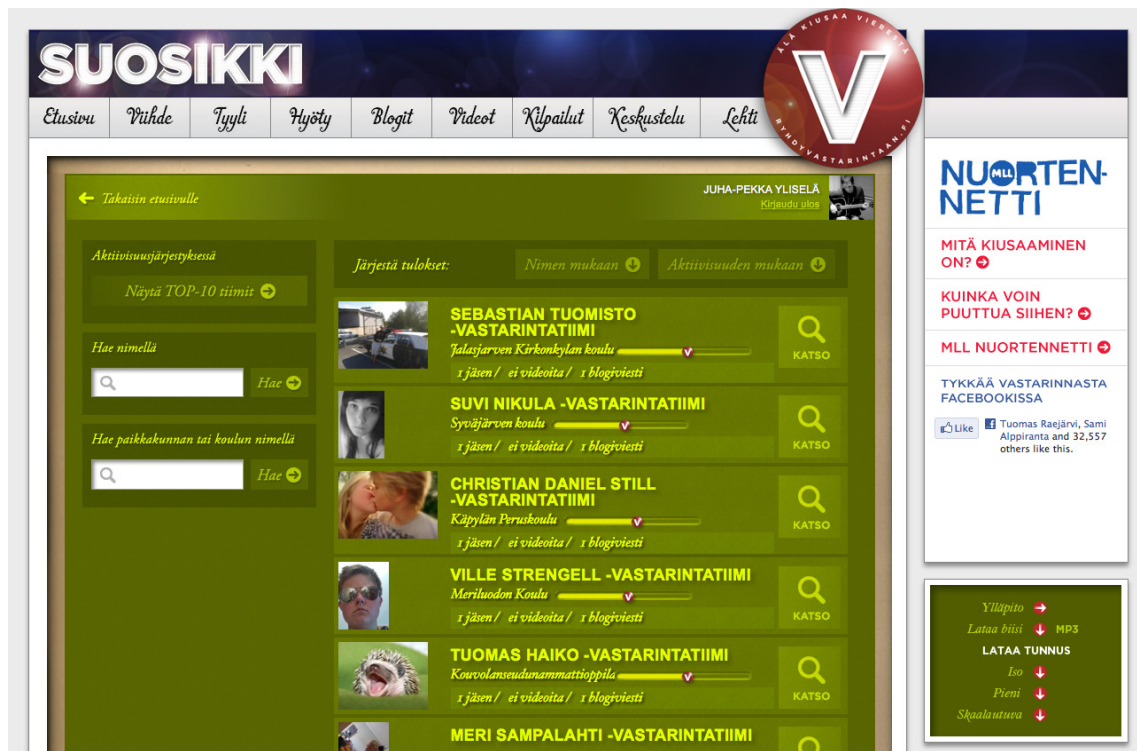 SUOSIKKI
ÄLÄ KIUSAA VIERESTÄ
V
RYHDYVASTARINTAAN.FI
Etusivu Viihde Tyyli Hyöty Blogit Videot Kilpailut Keskustelu Lehti
Takaisin etusivulle
JUHA-PEKKA YLISELÄ
Kirjaudu ulos
Aktiivisuusjärjestyksessä
Näytä TOP-10 tiimit
Hae nimellä
Hae
Hae paikkakunnan tai koulun nimellä
Hae
Järjestä tulokset: Nimen mukaan Aktiivisuuden mukaan
SEBASTIAN TUOMISTO
-VASTARINTATIIMI
Jalasjarven Kirkonkylan koulu
1 jäsen / ei videoita / 1 blogiviesti
KATSO
SUVI NIKULA -VASTARINTATIIMI
Syväjärven koulu
1 jäsen / ei videoita / 1 blogiviesti
KATSO
CHRISTIAN DANIEL STILL
-VASTARINTATIIMI
Käpylän Peruskoulu
1 jäsen / ei videoita / 1 blogiviesti
KATSO
VILLE STRENGELL -VASTARINTATIIMI
Meriluodon Koulu
1 jäsen / ei videoita / 1 blogiviesti
KATSO
TUOMAS HAIKO -VASTARINTATIIMI
Kouvolanseudunammattioppila
1 jäsen / ei videoita / 1 blogiviesti
KATSO
MERI SAMPALAHTI -VASTARINTATIIMI
NUORTEN-
MLL
NETTI
MITÄ KIUSAAMINEN
ON?
KUINKA VOIN
PUUTTUA SIIHEN?
MLL NUORTENNETTI
TYKKÄÄ VASTARINNASTA
FACEBOOKISSA
Like
Tuomas Raejärvi, Sami
Alppiranta and 32,557
others like this.
Ylläpito
Lataa biisi MP3
LATAA TUNNUS
Iso
Pieni
Skaalautuva